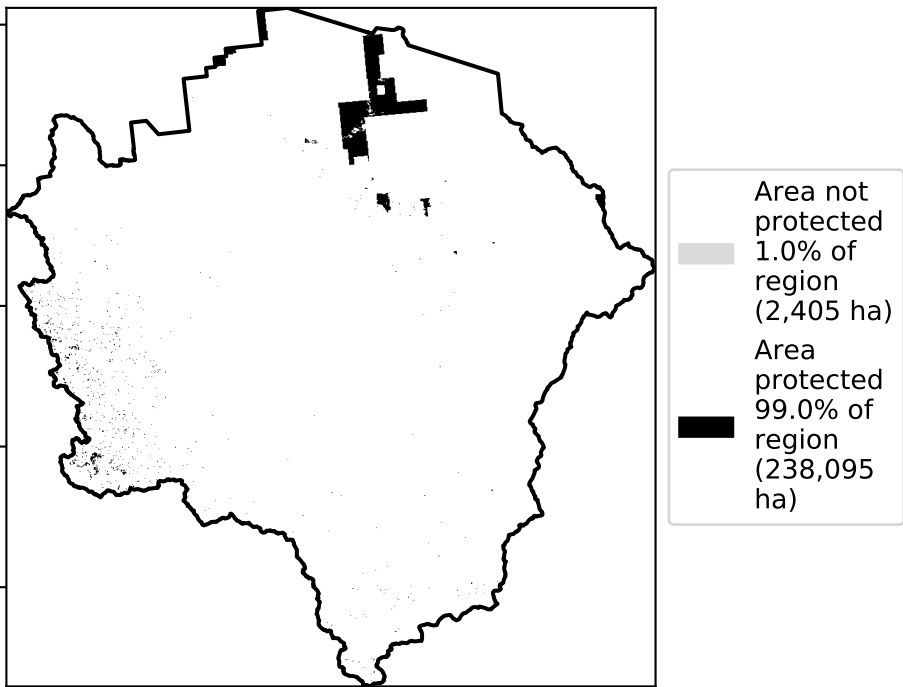 Area not
protected
1.0% of
region
(2,405 ha)
Area
protected
99.0% of
region
(238,095
ha)